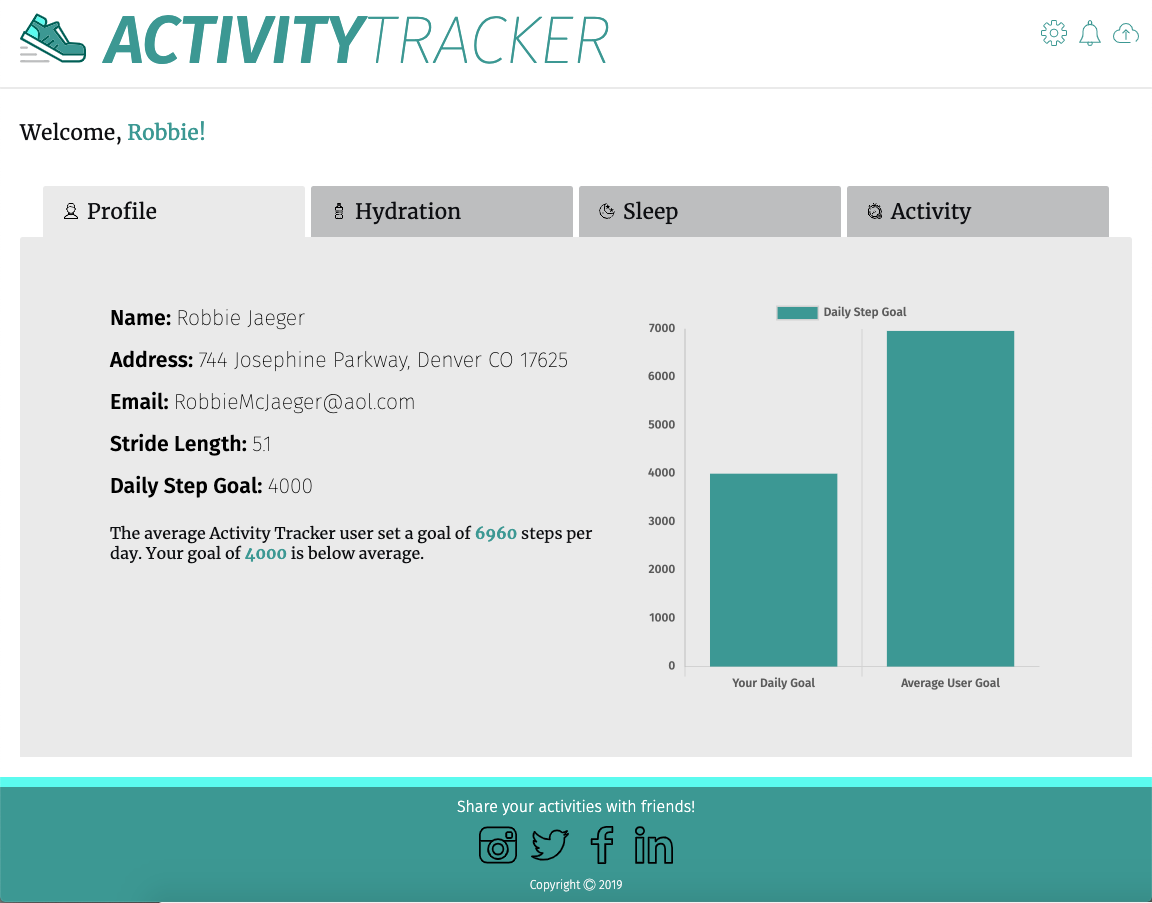 ACTIVITYTRACKER
Welcome, Robbie!
Profile
Hydration
Sleep
Activity
Name: Robbie Jaeger
Address: 744 Josephine Parkway, Denver CO 17625
Email: RobbieMcJaeger@aol.com
Stride Length: 5.1
Daily Step Goal: 4000
The average Activity Tracker user set a goal of 6960 steps per
day. Your goal of 4000 is below average.
Daily Step Goal
7000
6000
5000
4000
3000
2000
1000
0
Your Daily Goal
Average User Goal
Share your activities with friends!
Copyright © 2019